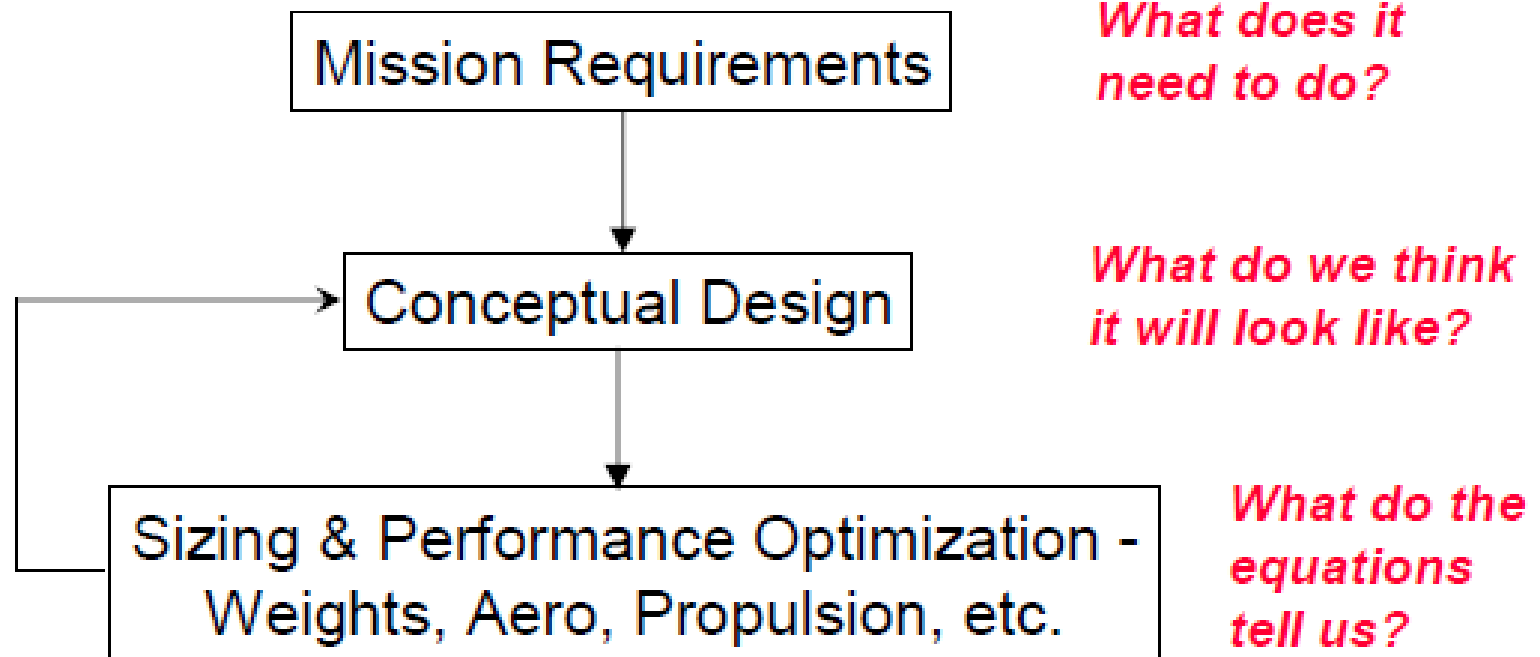 Mission Requirements
What does it
need to do?
Conceptual Design
What do we think
it will look like?
Sizing & Performance Optimization -
Weights, Aero, Propulsion, etc.
What do the
equations
tell us?